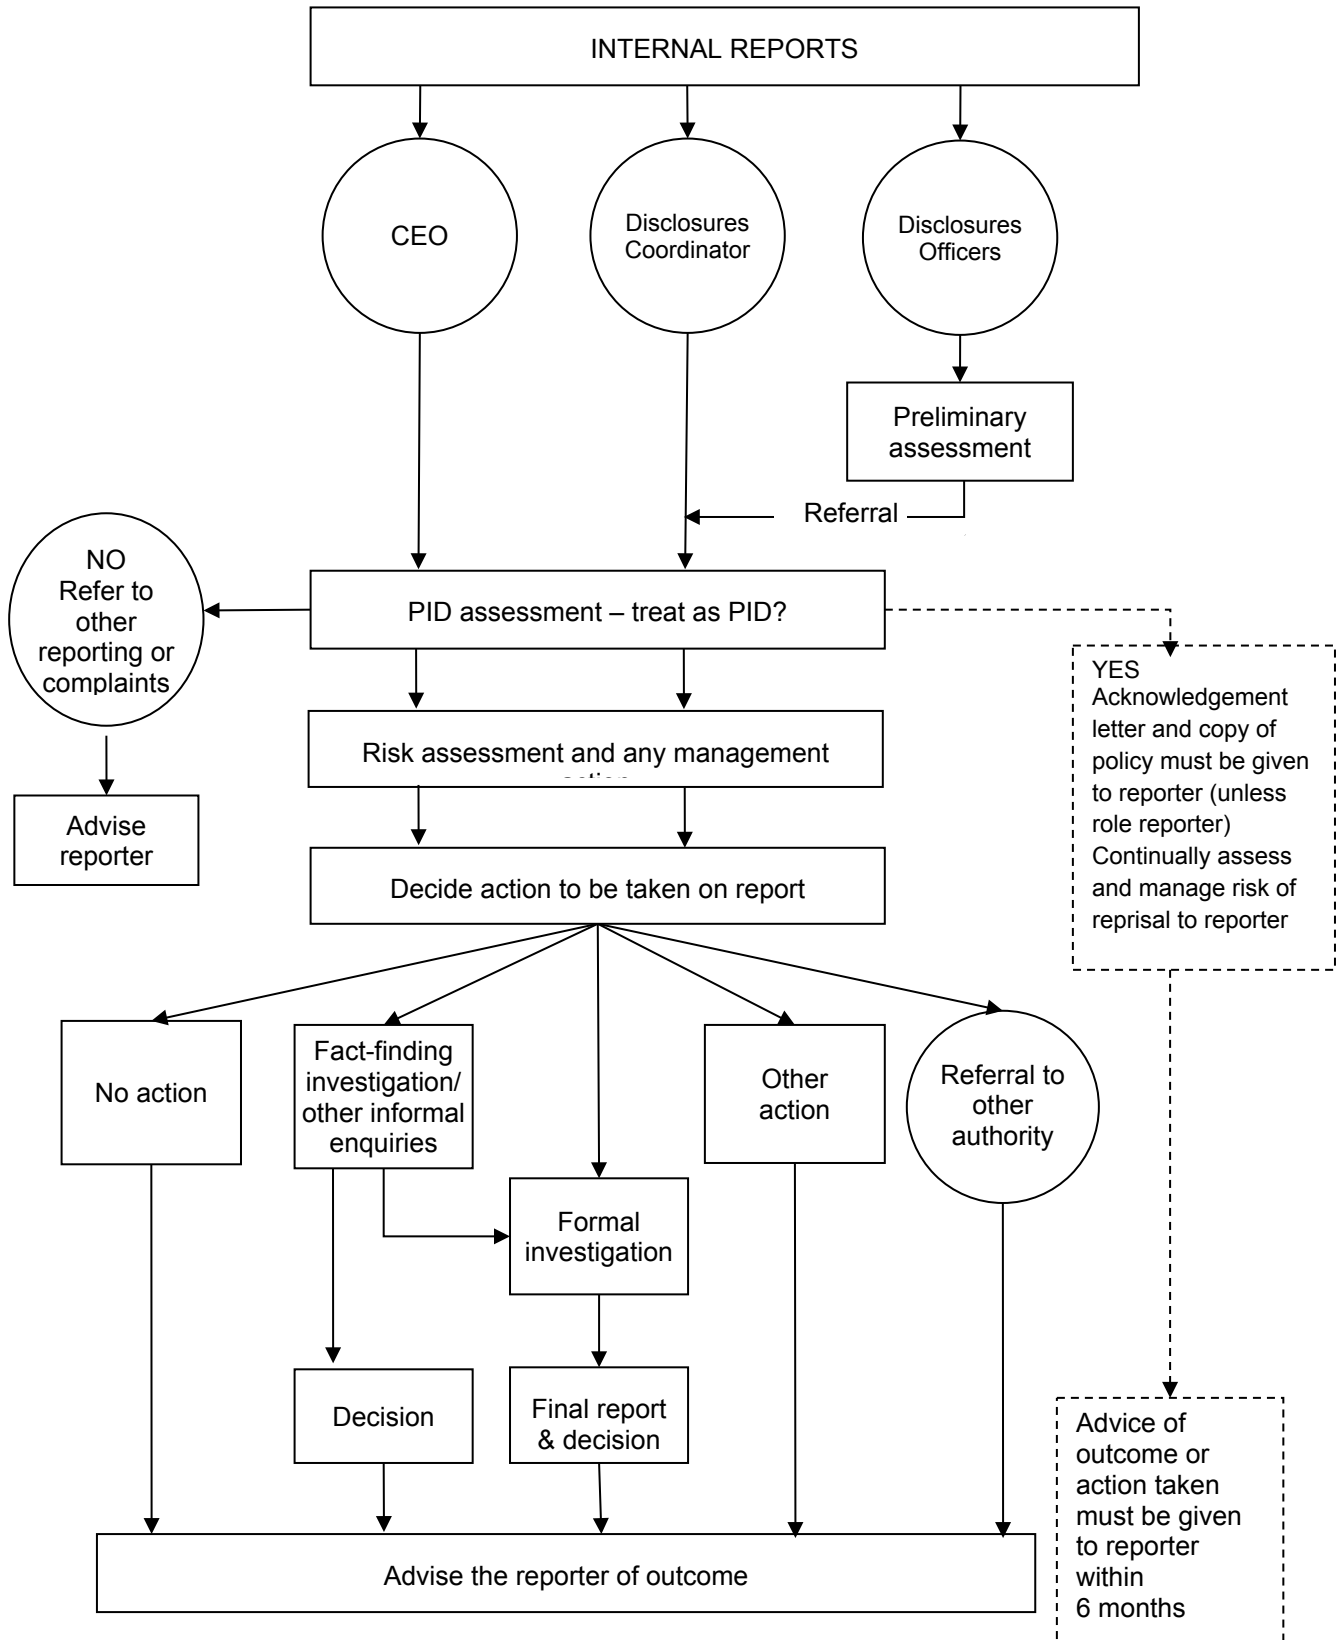 INTERNAL REPORTS
CEO
Disclosures
Coordinator
Disclosures
Officers
Preliminary
assessment
Referral
NO
Refer to
other
reporting or
complaints
Advise
reporter
PID assessment – treat as PID?
Risk assessment and any management
YES
Acknowledgement
letter and copy of
policy must be given
to reporter (unless
role reporter)
Continually assess
and manage risk of
reprisal to reporter
Decide action to be taken on report
No action
Fact-finding
investigation/
other informal
enquiries
Other
action
Referral to
other
authority
Formal
investigation
Decision
Final report
& decision
Advice of
outcome or
action taken
must be given
to reporter
within
6 months
Advise the reporter of outcome